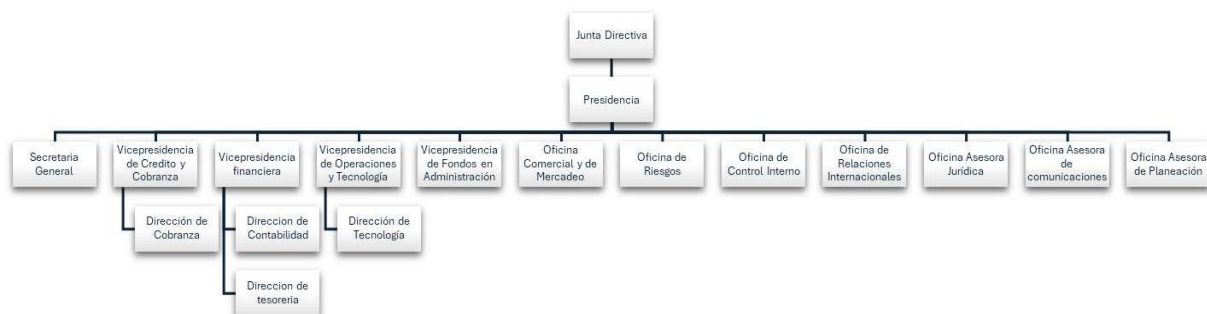 Junta Directiva
Presidencia
Secretaria
General
Vicepresidencia
de Credito y
Cobranza
Vicepresidencia
financiera
Vicepresidencia
de Operaciones
y Tecnología
Vicepresidencia
de Fondos en
Administración
Oficina
Comercial y de
Mercadeo
Oficina de
Riesgos
Oficina de
Control Interno
Oficina de
Relaciones
Internacionales
Oficina Asesora
Jurídica
Oficina Asesora
de
comunicaciones
Oficina Asesora
de Planeación
Dirección de
Cobranza
Direccion de
Contabilidad
Dirección de
Tecnología
Direccion de
tesoreria